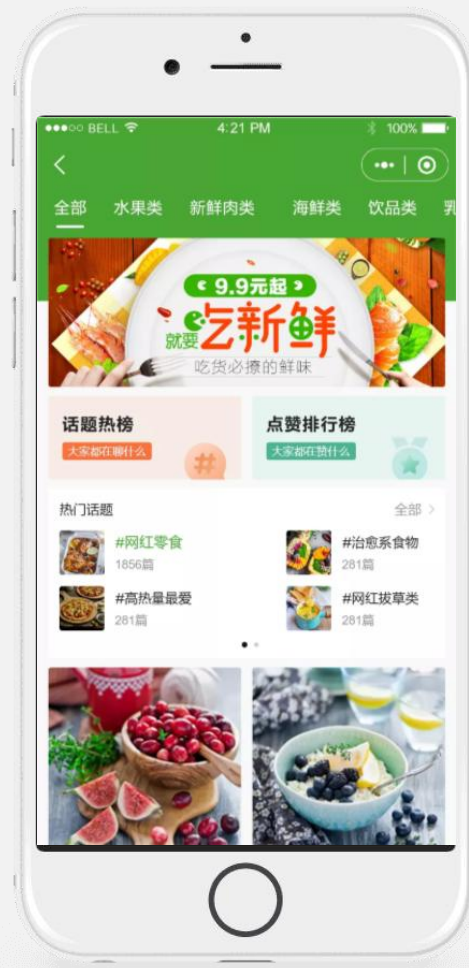 BELL 4:21 PM 100%
全部 水果类 新鲜肉类 海鲜类 饮品类 乳
9.9元起
就要吃新鲜
吃货必撩的鲜味
话题热榜 点赞排行榜
大家都在聊什么 大家都在赞什么
#
热门话题 全部 >
#网红零食 #治愈系食物
1856篇 281篇
#高热量最爱 #网红拔草类
281篇 281篇